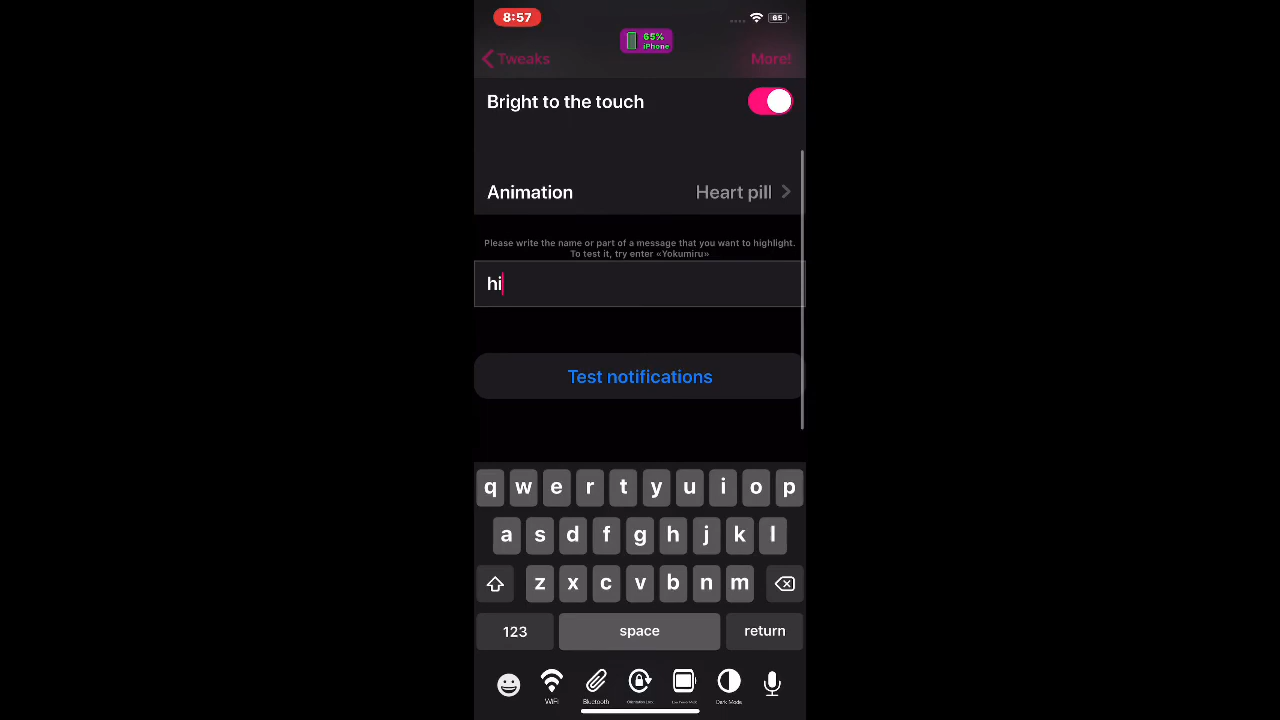 8:57
65
65%
iPhone
Tweaks
More!
Bright to the touch
Animation
Heart pill
Please write the name or part of a message that you want to highlight.
To test it, try enter «Yokumiru»
hi
Test notifications
q w e r t y u i o p
a s d f g h j k l
z x c v b n m
123 space return
WiFi Bluetooth Dark Mode